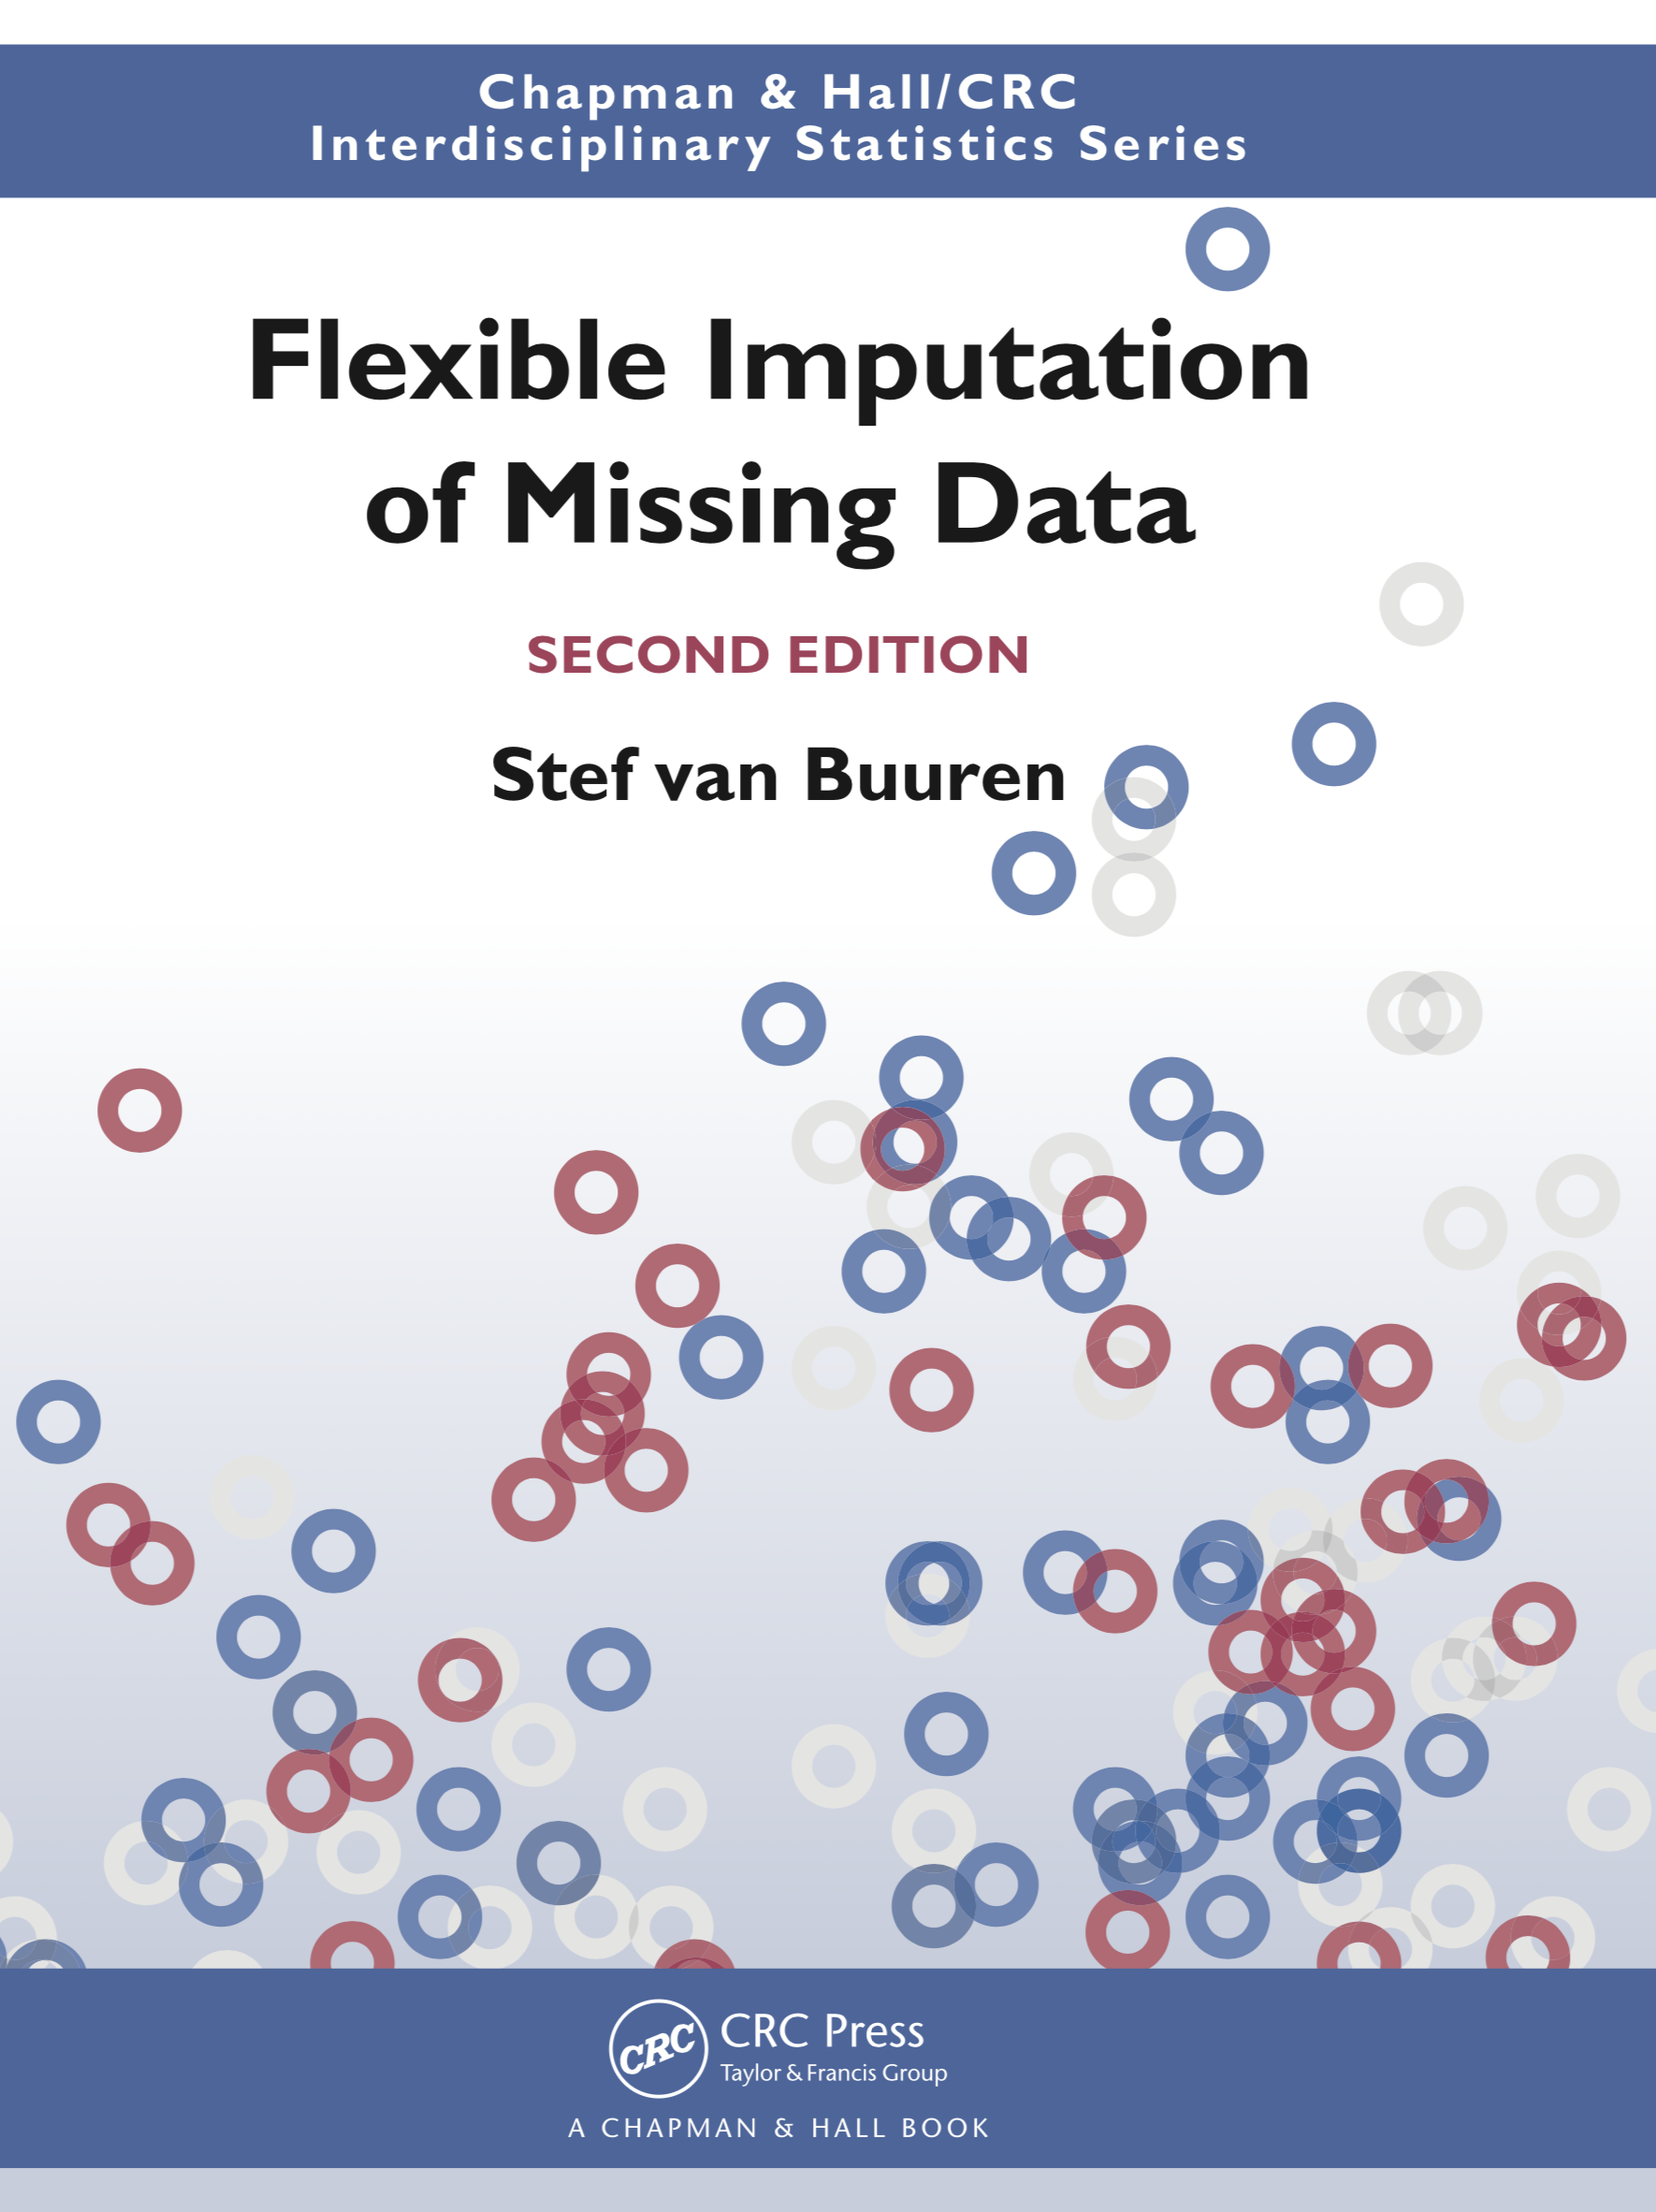 Chapman & Hall/CRC
Interdisciplinary Statistics Series
Flexible Imputation
of Missing Data
SECOND EDITION
Stef van Buuren
CRC
CRC Press
Taylor & Francis Group
A CHAPMAN & HALL BOOK